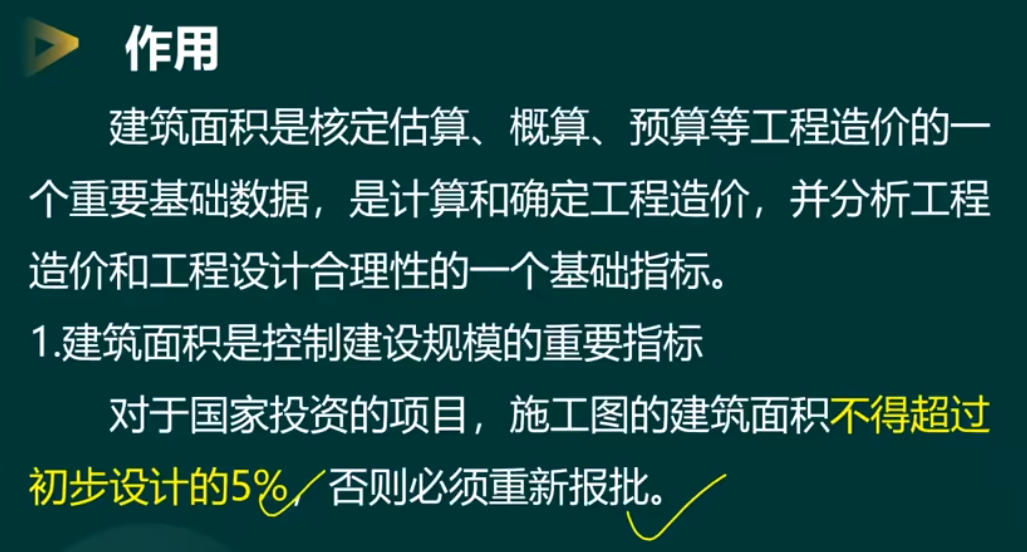 作用
建筑面积是核定估算、概算、预算等工程造价的一
个重要基础数据，是计算和确定工程造价，并分析工程
造价和工程设计合理性的一个基础指标。
1.建筑面积是控制建设规模的重要指标
对于国家投资的项目，施工图的建筑面积不得超过
初步设计的5%，否则必须重新报批。